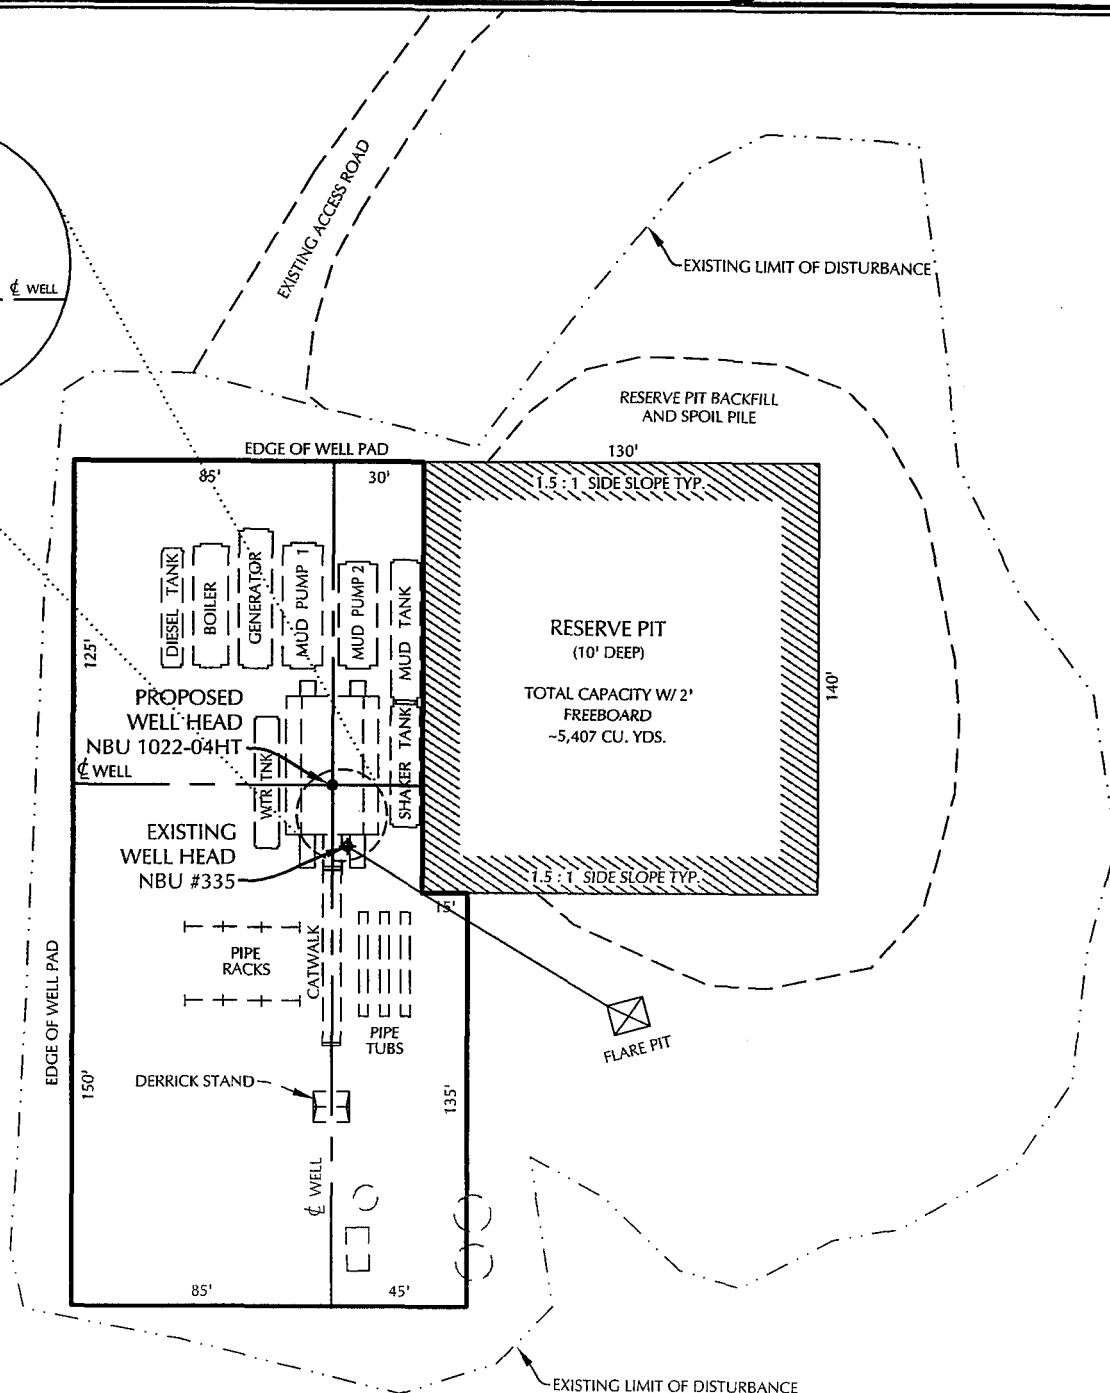 EXISTING ACCESS ROAD
EXISTING LIMIT OF DISTURBANCE
℄ WELL
RESERVE PIT BACKFILL
AND SPOIL PILE
EDGE OF WELL PAD
130'
85'
30'
1.5 : 1 SIDE SLOPE TYP.
DIESEL TANK
BOILER
GENERATOR
MUD PUMP 1
MUD PUMP 2
MUD TANK
RESERVE PIT
(10' DEEP)
TOTAL CAPACITY W/ 2'
FREEBOARD
~5,407 CU. YDS.
125'
140'
PROPOSED
WELL HEAD
NBU 1022-04HT
℄ WELL
WTR TNK
SHAKER TANK
EXISTING
WELL HEAD
NBU #335
1.5 : 1 SIDE SLOPE TYP.
15'
PIPE
RACKS
CATWALK
PIPE
TUBS
FLARE PIT
EDGE OF WELL PAD
150'
DERRICK STAND
135'
℄ WELL
85'
45'
EXISTING LIMIT OF DISTURBANCE